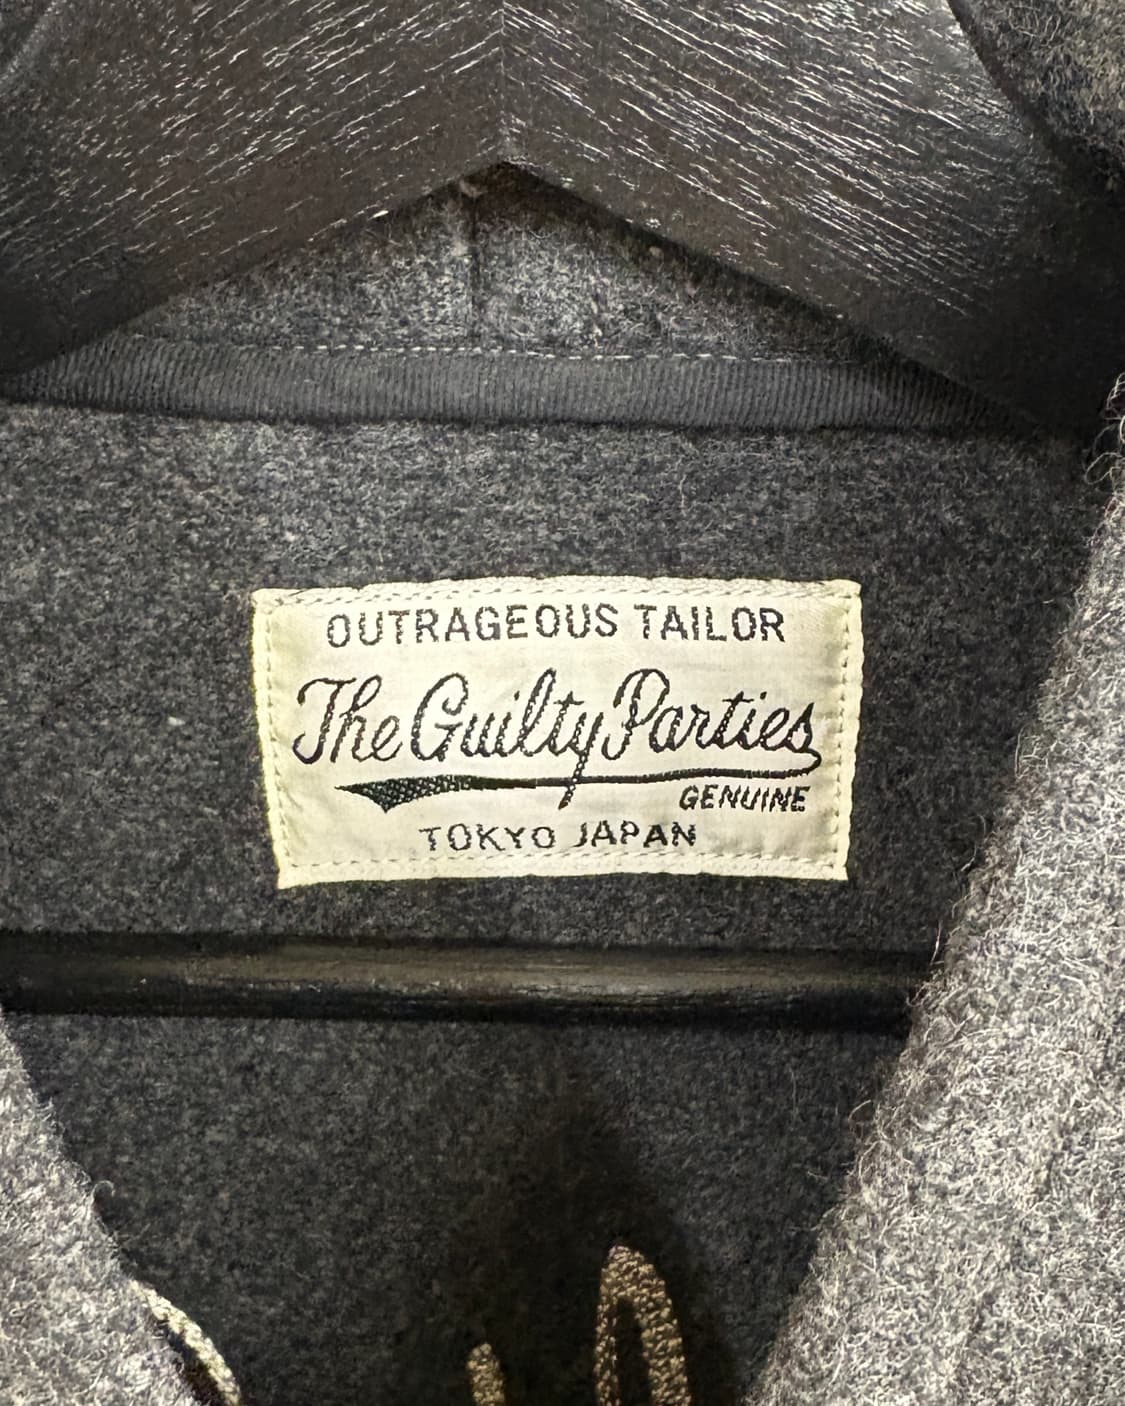 OUTRAGEOUS TAILOR
The Guilty Parties
GENUINE
TOKYO JAPAN